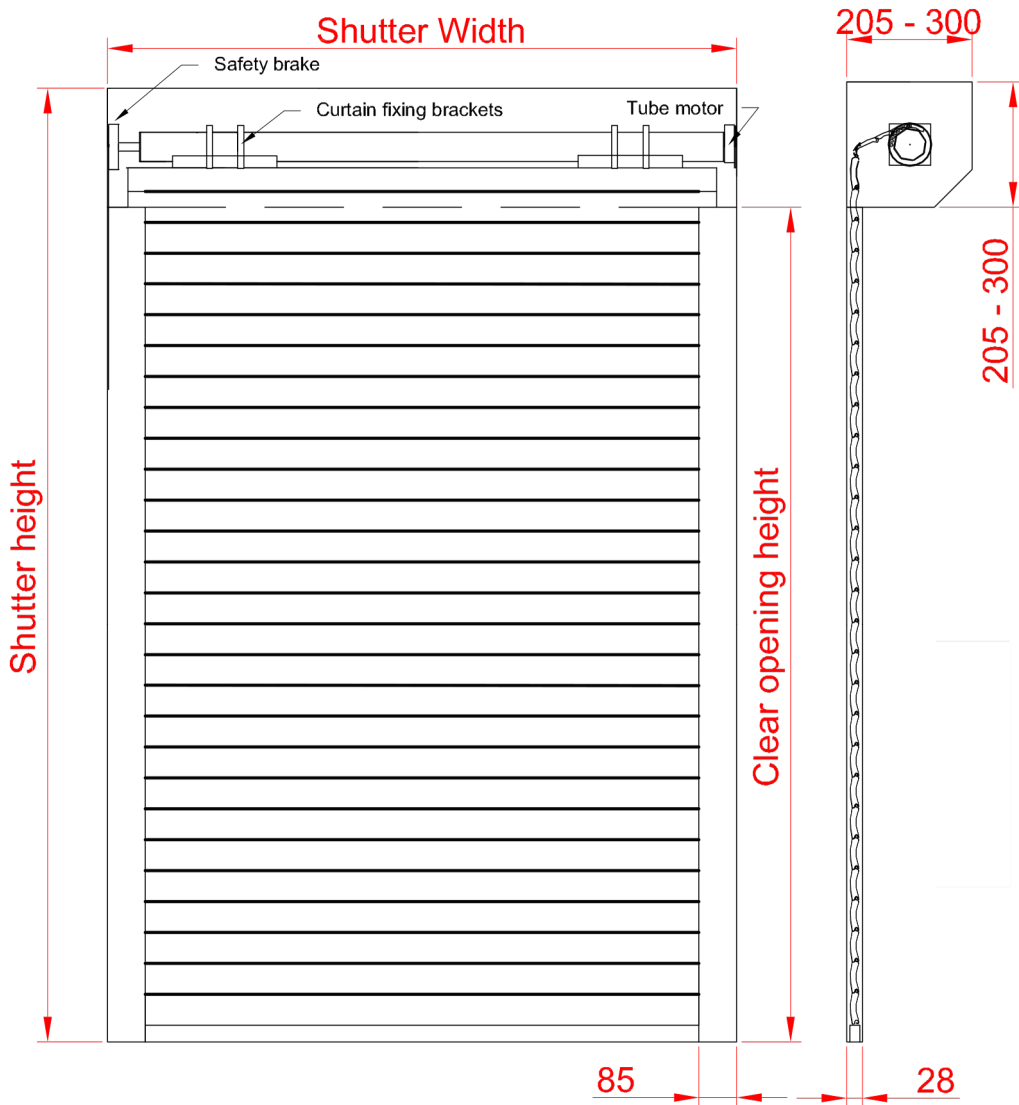 205 - 300
Shutter Width
Safety brake
Curtain fixing brackets
Tube motor
205 - 300
Shutter height
Clear opening height
85
28